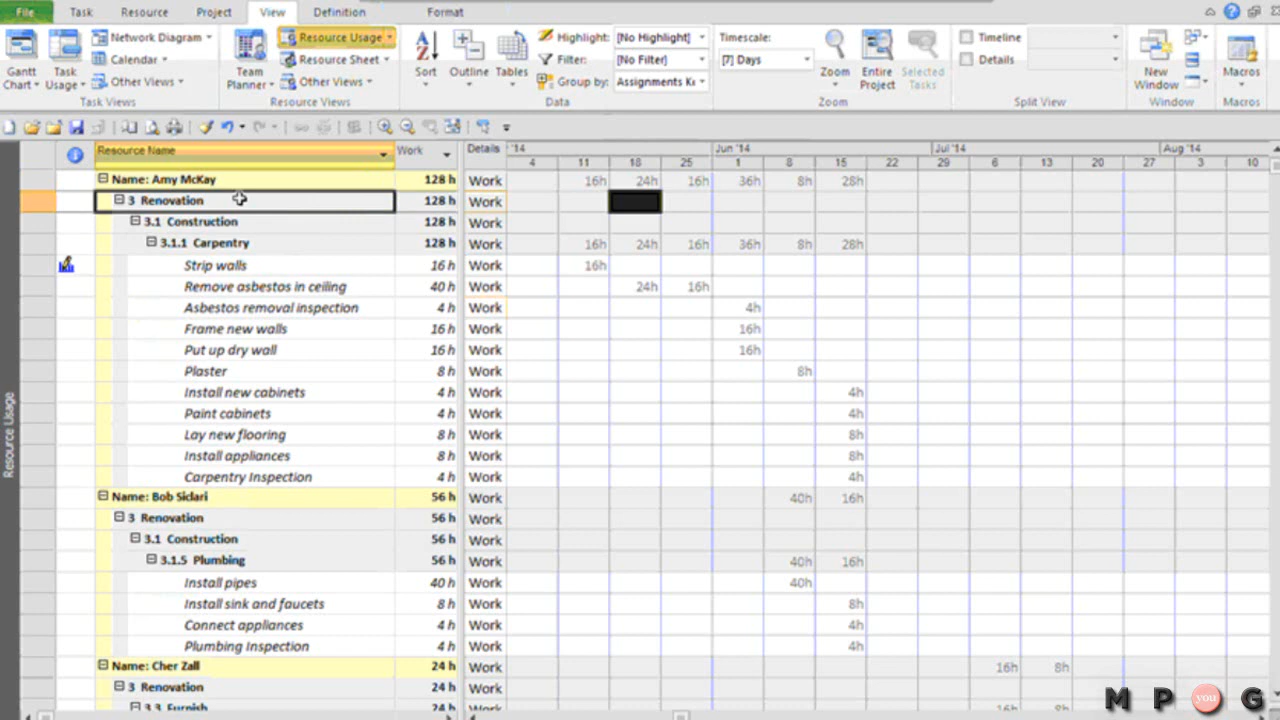 File Task Resource Project View Definition Format
Network Diagram Resource Usage Highlight: [No Highlight] Timescale: Timeline
Calendar Resource Sheet Filter: [No Filter] [7] Days Details
Other Views Other Views Group by: Assignments Ke
Gantt Chart Task Usage Team Planner Sort Outline Tables Zoom Entire Project Selected Tasks New Window Macros
Task Views Resource Views Data Zoom Split View Window Macros
Resource Name Work Details '14 Jun '14 Jul '14 Aug '14
4 11 18 25 1 8 15 22 29 6 13 20 27 3 10
Name: Amy McKay 128 h Work 16h 24h 16h 36h 8h 28h
3 Renovation 128 h Work
3.1 Construction 128 h Work
3.1.1 Carpentry 128 h Work 16h 24h 16h 36h 8h 28h
Strip walls 16 h Work 16h
Remove asbestos in ceiling 40 h Work 24h 16h
Asbestos removal inspection 4 h Work 4h
Frame new walls 16 h Work 16h
Put up dry wall 16 h Work 16h
Plaster 8 h Work 8h
Install new cabinets 4 h Work 4h
Paint cabinets 4 h Work 4h
Lay new flooring 8 h Work 8h
Install appliances 8 h Work 8h
Carpentry Inspection 4 h Work 4h
Name: Bob Siclari 56 h Work 40h 16h
3 Renovation 56 h Work
3.1 Construction 56 h Work
3.1.5 Plumbing 56 h Work 40h 16h
Install pipes 40 h Work 40h
Install sink and faucets 8 h Work 8h
Connect appliances 4 h Work 4h
Plumbing Inspection 4 h Work 4h
Name: Cher Zall 24 h Work 16h 8h
3 Renovation 24 h Work
3.3 Furnish 24 h Work 16h 8h
Resource Usage
M P you G